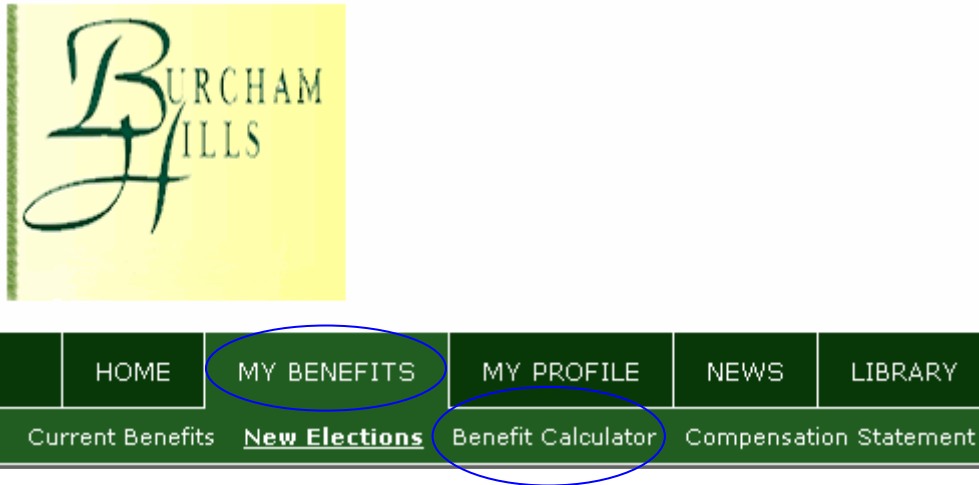 BURCHAM
HILLS
HOME MY BENEFITS MY PROFILE NEWS LIBRARY
Current Benefits New Elections Benefit Calculator Compensation Statement